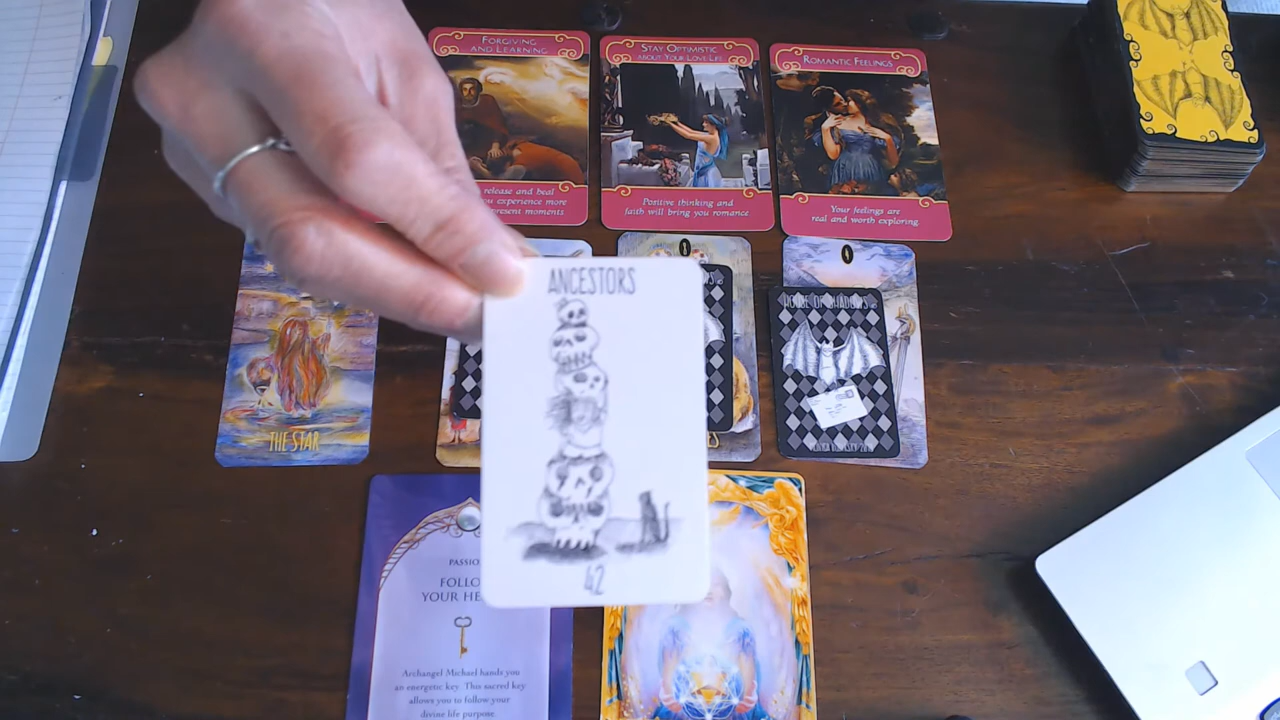 FORGIVING
AND LEARNING
release and heal
you experience more
present moments.
STAY OPTIMISTIC
ABOUT YOUR LOVE LIFE
Positive thinking and
faith will bring you romance
ROMANTIC FEELINGS
Your feelings are
real and worth exploring
THE STAR
ANCESTORS
42
HOUSE OF SHADOWS
PASSIO
FOLLO
YOUR HE
Archangel Michael hands you
an energetic key. This sacred key
allows you to follow your
divine life purpose.